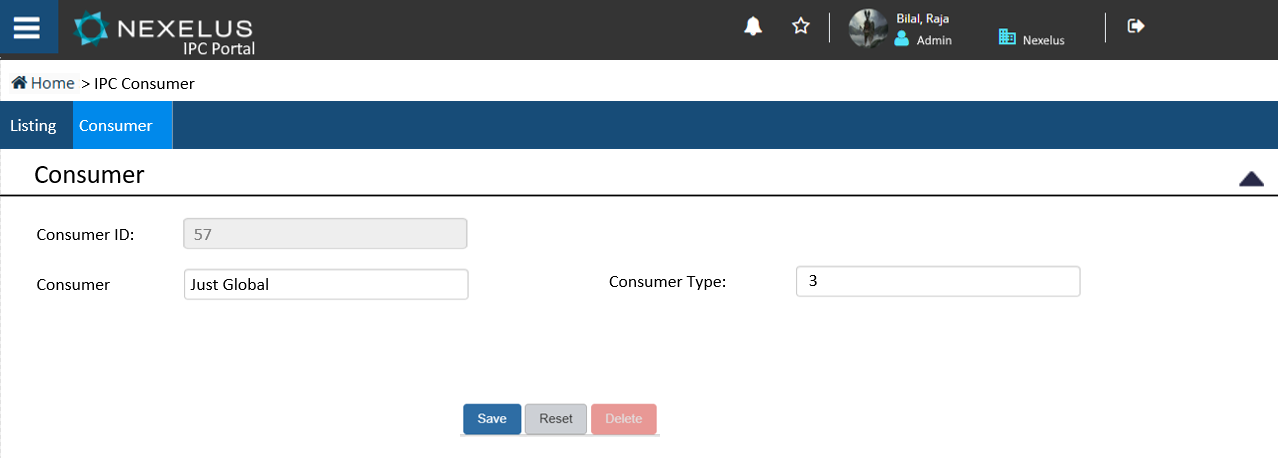 NEXELUS
IPC Portal
Bilal, Raja
Admin
Nexelus
Home > IPC Consumer
Listing Consumer
Consumer
Consumer ID: 57
Consumer Just Global Consumer Type: 3
Save Reset Delete